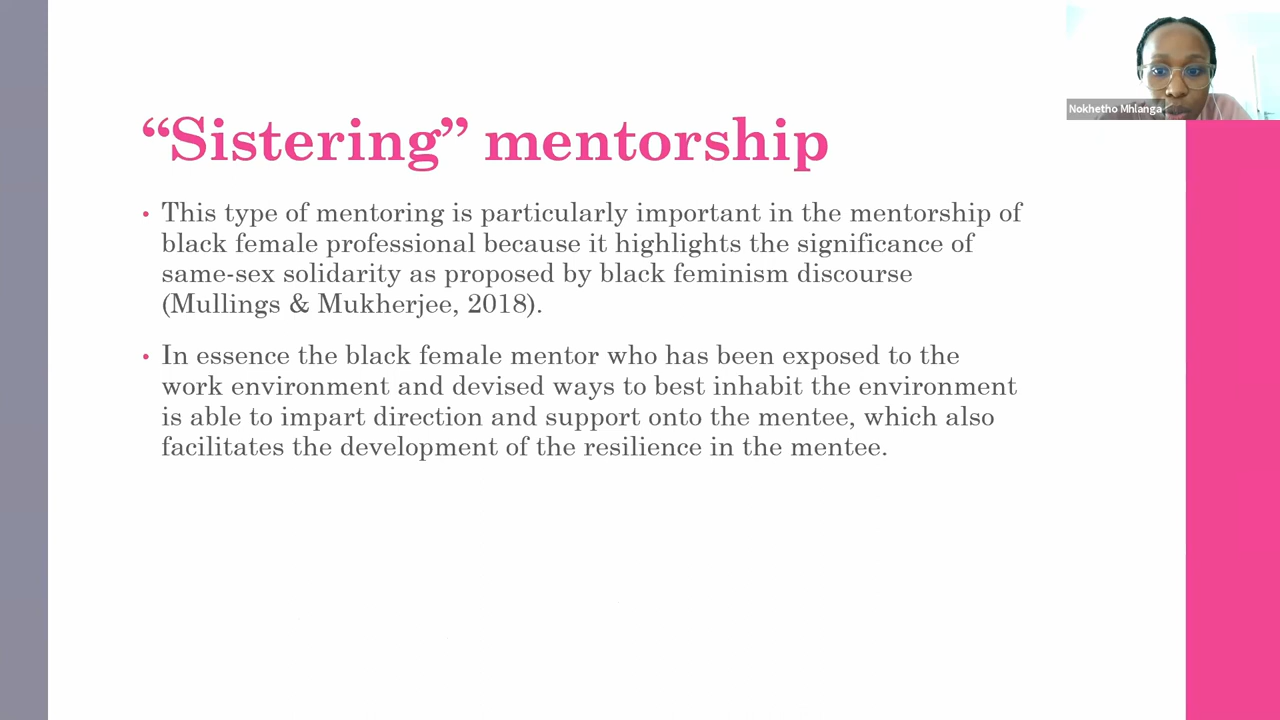 Nokhetho Mhlanga
“Sistering” mentorship
• This type of mentoring is particularly important in the mentorship of
black female professional because it highlights the significance of
same-sex solidarity as proposed by black feminism discourse
(Mullings & Mukherjee, 2018).
• In essence the black female mentor who has been exposed to the
work environment and devised ways to best inhabit the environment
is able to impart direction and support onto the mentee, which also
facilitates the development of the resilience in the mentee.